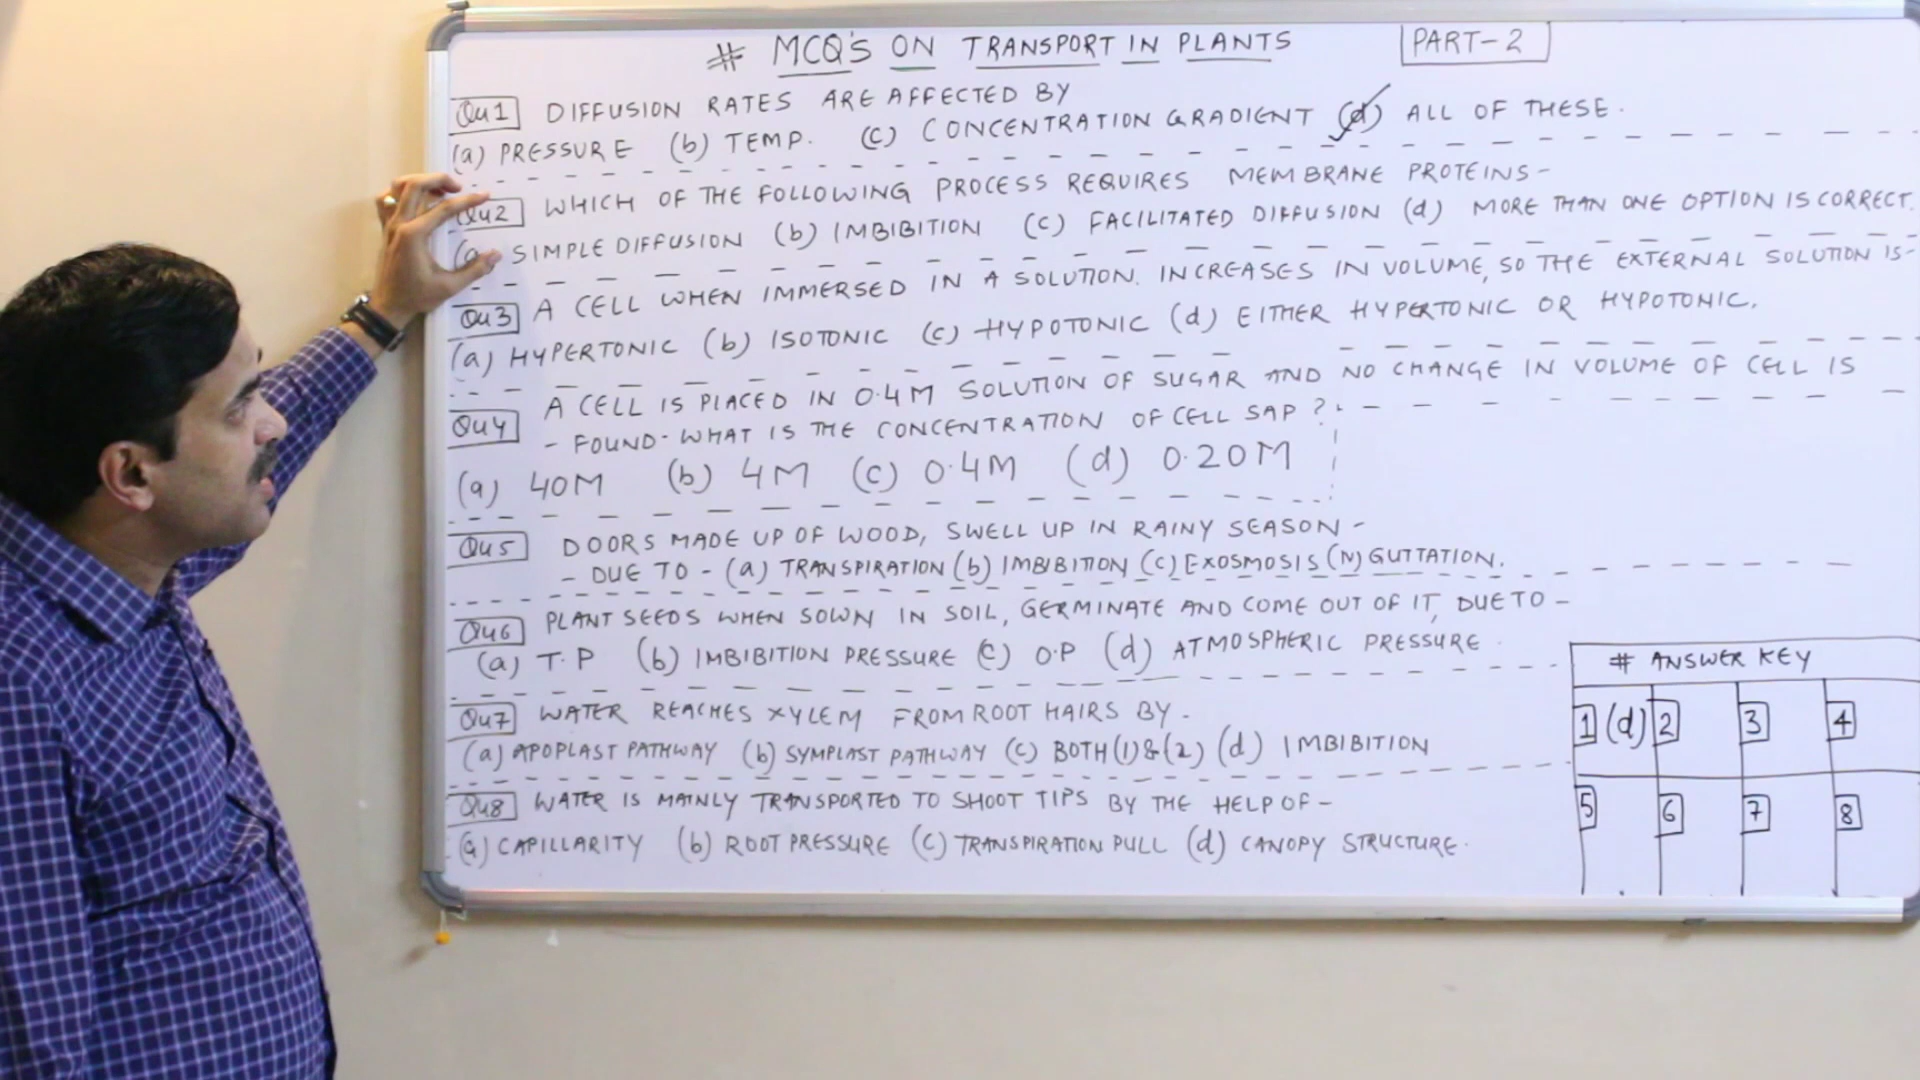 # MCQ'S ON TRANSPORT IN PLANTS PART-2
Qu1 DIFFUSION RATES ARE AFFECTED BY
(a) PRESSURE (b) TEMP. (c) CONCENTRATION GRADIENT (d) ALL OF THESE.
Qu2 WHICH OF THE FOLLOWING PROCESS REQUIRES MEMBRANE PROTEINS-
(a) SIMPLE DIFFUSION (b) IMBIBITION (c) FACILITATED DIFFUSION (d) MORE THAN ONE OPTION IS CORRECT.
Qu3 A CELL WHEN IMMERSED IN A SOLUTION. INCREASES IN VOLUME, SO THE EXTERNAL SOLUTION IS-
(a) HYPERTONIC (b) ISOTONIC (c) HYPOTONIC (d) EITHER HYPERTONIC OR HYPOTONIC.
Qu4 A CELL IS PLACED IN 0.4M SOLUTION OF SUGAR AND NO CHANGE IN VOLUME OF CELL IS
- FOUND. WHAT IS THE CONCENTRATION OF CELL SAP?
(a) 40M (b) 4M (c) 0.4M (d) 0.20M
Qu5 DOORS MADE UP OF WOOD, SWELL UP IN RAINY SEASON -
- DUE TO - (a) TRANSPIRATION (b) IMBIBITION (c) EXOSMOSIS (N) GUTTATION.
Qu6 PLANT SEEDS WHEN SOWN IN SOIL, GERMINATE AND COME OUT OF IT, DUE TO -
(a) T.P (b) IMBIBITION PRESSURE (c) O.P (d) ATMOSPHERIC PRESSURE
Qu7 WATER REACHES XYLEM FROM ROOT HAIRS BY -
(a) APOPLAST PATHWAY (b) SYMPLAST PATHWAY (c) BOTH (1) & (2) (d) IMBIBITION
Qu8 WATER IS MAINLY TRANSPORTED TO SHOOT TIPS BY THE HELP OF -
(a) CAPILLARITY (b) ROOT PRESSURE (c) TRANSPIRATION PULL (d) CANOPY STRUCTURE.
# ANSWER KEY
1 (d) 2 3 4
5 6 7 8